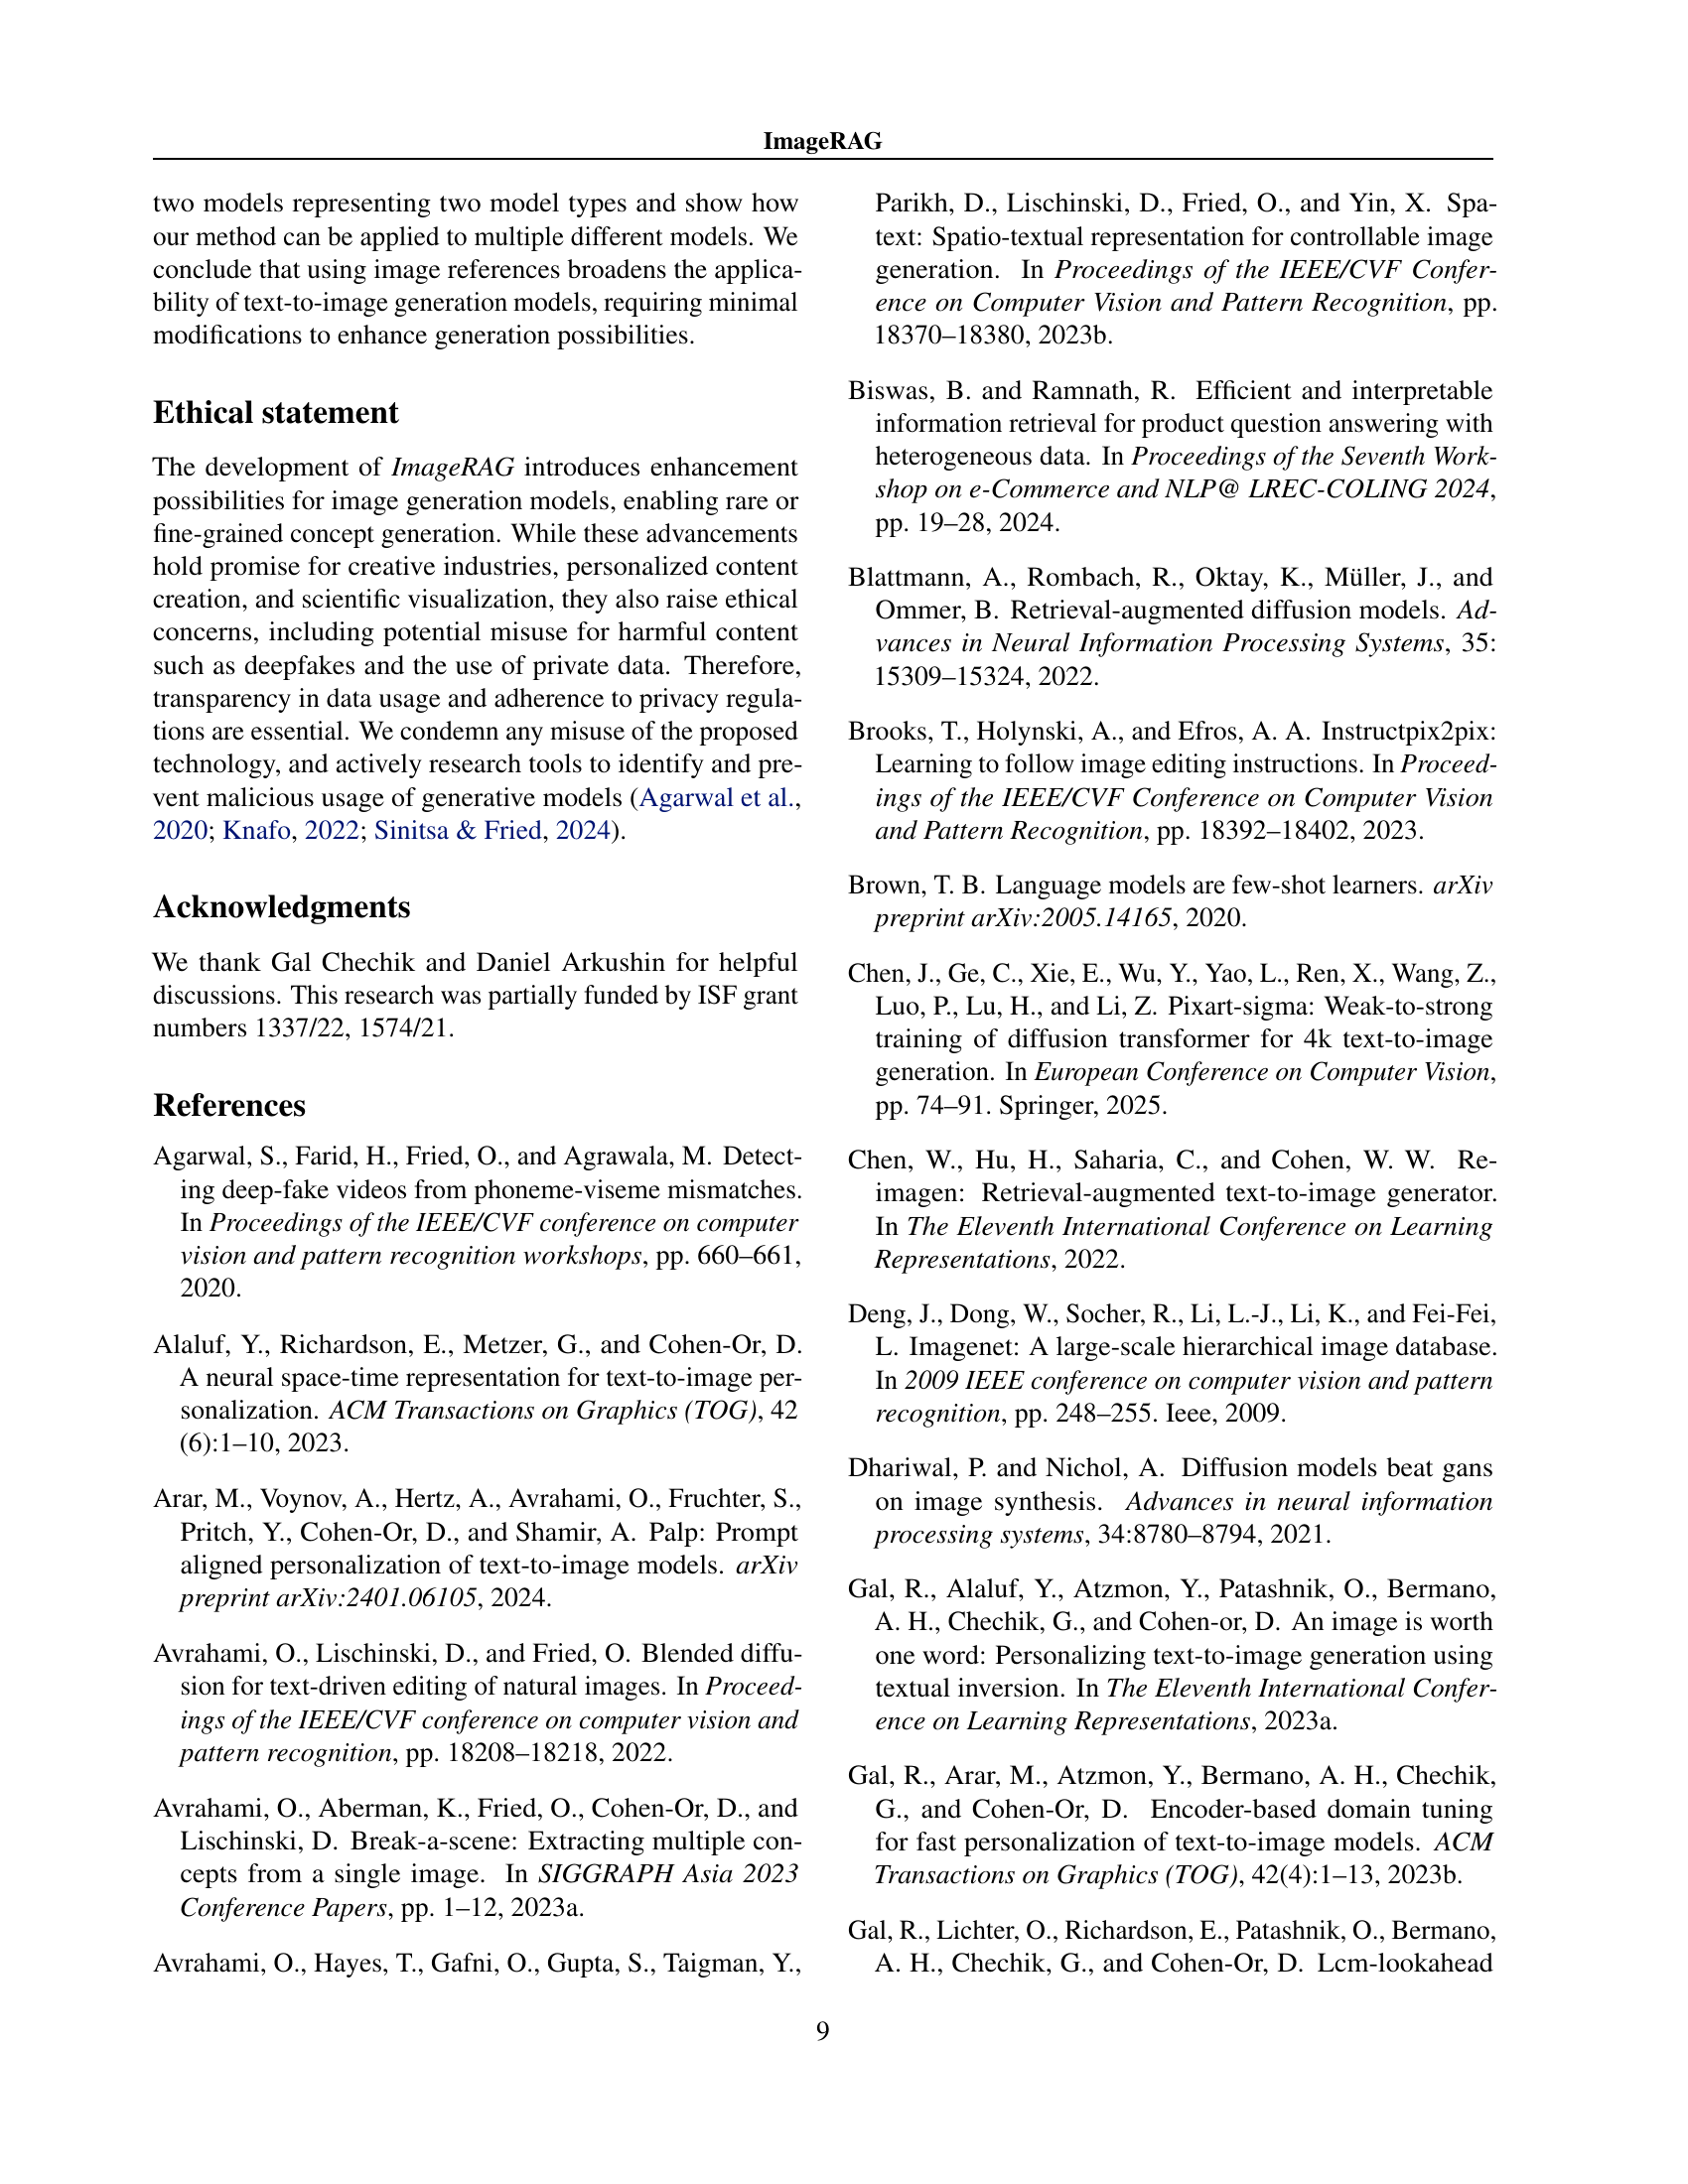 ImageRAG
two models representing two model types and show how
our method can be applied to multiple different models. We
conclude that using image references broadens the applica-
bility of text-to-image generation models, requiring minimal
modifications to enhance generation possibilities.
Ethical statement
The development of ImageRAG introduces enhancement
possibilities for image generation models, enabling rare or
fine-grained concept generation. While these advancements
hold promise for creative industries, personalized content
creation, and scientific visualization, they also raise ethical
concerns, including potential misuse for harmful content
such as deepfakes and the use of private data. Therefore,
transparency in data usage and adherence to privacy regula-
tions are essential. We condemn any misuse of the proposed
technology, and actively research tools to identify and pre-
vent malicious usage of generative models (Agarwal et al.,
2020; Knafo, 2022; Sinitsa & Fried, 2024).
Acknowledgments
We thank Gal Chechik and Daniel Arkushin for helpful
discussions. This research was partially funded by ISF grant
numbers 1337/22, 1574/21.
References
Agarwal, S., Farid, H., Fried, O., and Agrawala, M. Detect-
ing deep-fake videos from phoneme-viseme mismatches.
In Proceedings of the IEEE/CVF conference on computer
vision and pattern recognition workshops, pp. 660–661,
2020.
Alaluf, Y., Richardson, E., Metzer, G., and Cohen-Or, D.
A neural space-time representation for text-to-image per-
sonalization. ACM Transactions on Graphics (TOG), 42
(6):1–10, 2023.
Arar, M., Voynov, A., Hertz, A., Avrahami, O., Fruchter, S.,
Pritch, Y., Cohen-Or, D., and Shamir, A. Palp: Prompt
aligned personalization of text-to-image models. arXiv
preprint arXiv:2401.06105, 2024.
Avrahami, O., Lischinski, D., and Fried, O. Blended diffu-
sion for text-driven editing of natural images. In Proceed-
ings of the IEEE/CVF conference on computer vision and
pattern recognition, pp. 18208–18218, 2022.
Avrahami, O., Aberman, K., Fried, O., Cohen-Or, D., and
Lischinski, D. Break-a-scene: Extracting multiple con-
cepts from a single image. In SIGGRAPH Asia 2023
Conference Papers, pp. 1–12, 2023a.
Avrahami, O., Hayes, T., Gafni, O., Gupta, S., Taigman, Y.,
Parikh, D., Lischinski, D., Fried, O., and Yin, X. Spa-
text: Spatio-textual representation for controllable image
generation. In Proceedings of the IEEE/CVF Confer-
ence on Computer Vision and Pattern Recognition, pp.
18370–18380, 2023b.
Biswas, B. and Ramnath, R. Efficient and interpretable
information retrieval for product question answering with
heterogeneous data. In Proceedings of the Seventh Work-
shop on e-Commerce and NLP@ LREC-COLING 2024,
pp. 19–28, 2024.
Blattmann, A., Rombach, R., Oktay, K., Müller, J., and
Ommer, B. Retrieval-augmented diffusion models. Ad-
vances in Neural Information Processing Systems, 35:
15309–15324, 2022.
Brooks, T., Holynski, A., and Efros, A. A. Instructpix2pix:
Learning to follow image editing instructions. In Proceed-
ings of the IEEE/CVF Conference on Computer Vision
and Pattern Recognition, pp. 18392–18402, 2023.
Brown, T. B. Language models are few-shot learners. arXiv
preprint arXiv:2005.14165, 2020.
Chen, J., Ge, C., Xie, E., Wu, Y., Yao, L., Ren, X., Wang, Z.,
Luo, P., Lu, H., and Li, Z. Pixart-sigma: Weak-to-strong
training of diffusion transformer for 4k text-to-image
generation. In European Conference on Computer Vision,
pp. 74–91. Springer, 2025.
Chen, W., Hu, H., Saharia, C., and Cohen, W. W. Re-
imagen: Retrieval-augmented text-to-image generator.
In The Eleventh International Conference on Learning
Representations, 2022.
Deng, J., Dong, W., Socher, R., Li, L.-J., Li, K., and Fei-Fei,
L. Imagenet: A large-scale hierarchical image database.
In 2009 IEEE conference on computer vision and pattern
recognition, pp. 248–255. Ieee, 2009.
Dhariwal, P. and Nichol, A. Diffusion models beat gans
on image synthesis. Advances in neural information
processing systems, 34:8780–8794, 2021.
Gal, R., Alaluf, Y., Atzmon, Y., Patashnik, O., Bermano,
A. H., Chechik, G., and Cohen-or, D. An image is worth
one word: Personalizing text-to-image generation using
textual inversion. In The Eleventh International Confer-
ence on Learning Representations, 2023a.
Gal, R., Arar, M., Atzmon, Y., Bermano, A. H., Chechik,
G., and Cohen-Or, D. Encoder-based domain tuning
for fast personalization of text-to-image models. ACM
Transactions on Graphics (TOG), 42(4):1–13, 2023b.
Gal, R., Lichter, O., Richardson, E., Patashnik, O., Bermano,
A. H., Chechik, G., and Cohen-Or, D. Lcm-lookahead
9